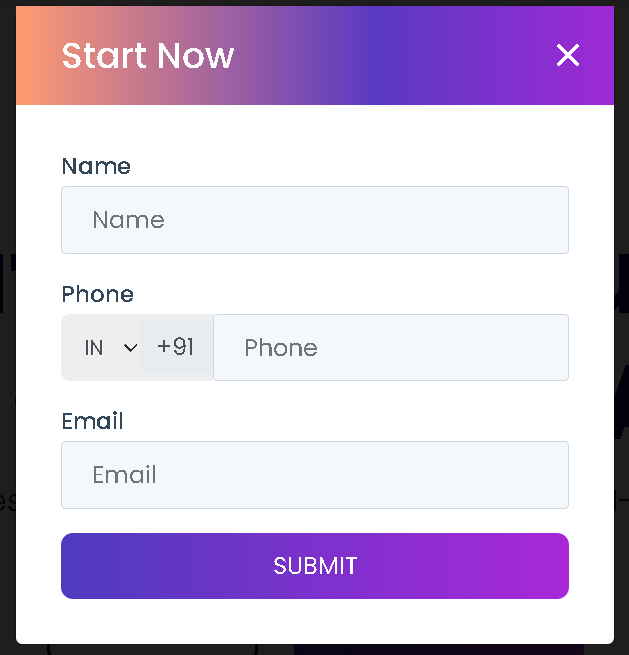 Start Now
Name
Name
Phone
IN +91 Phone
Email
Email
SUBMIT